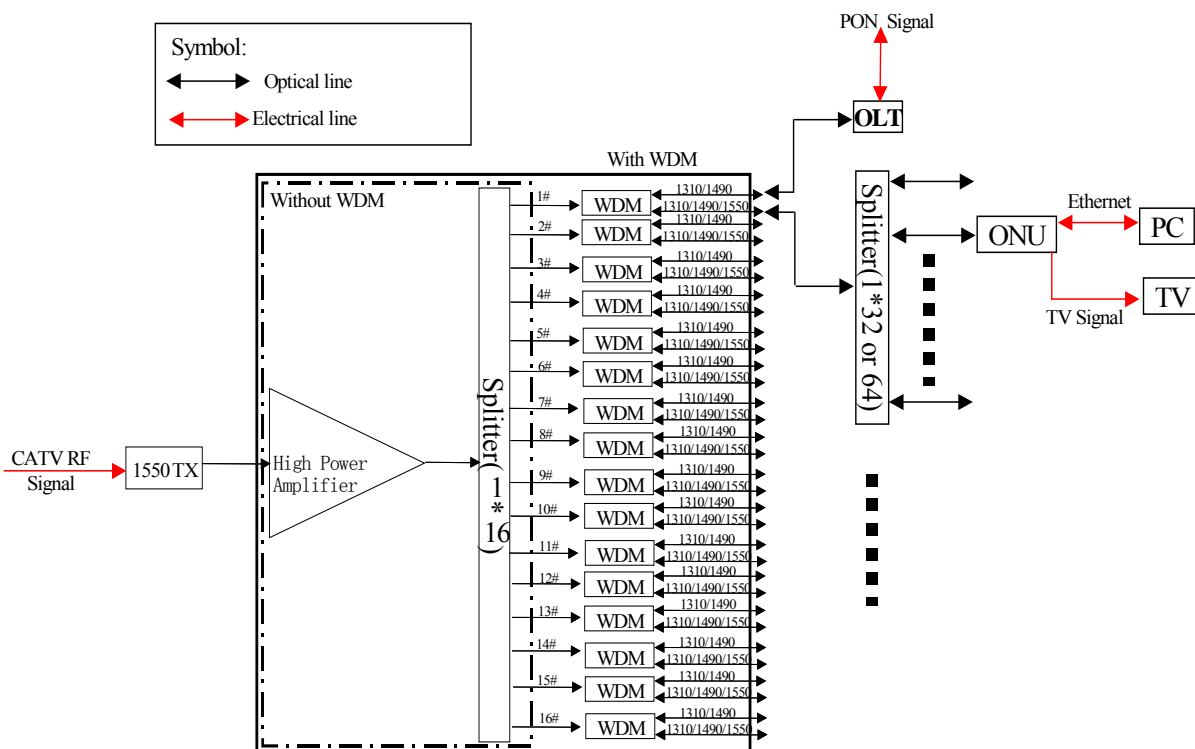 Symbol:
Optical line
Electrical line
PON Signal
OLT
With WDM
Without WDM
CATV RF
Signal
1550 TX
High Power
Amplifier
Splitter(1*16)
1#
WDM
1310/1490
1310/1490/1550
2#
WDM
1310/1490
1310/1490/1550
3#
WDM
1310/1490
1310/1490/1550
4#
WDM
1310/1490
1310/1490/1550
5#
WDM
1310/1490
1310/1490/1550
6#
WDM
1310/1490
1310/1490/1550
7#
WDM
1310/1490
1310/1490/1550
8#
WDM
1310/1490
1310/1490/1550
9#
WDM
1310/1490
1310/1490/1550
10#
WDM
1310/1490
1310/1490/1550
11#
WDM
1310/1490
1310/1490/1550
12#
WDM
1310/1490
1310/1490/1550
13#
WDM
1310/1490
1310/1490/1550
14#
WDM
1310/1490
1310/1490/1550
15#
WDM
1310/1490
1310/1490/1550
16#
WDM
1310/1490
1310/1490/1550
Splitter(1*32 or 64)
ONU
Ethernet
PC
TV Signal
TV